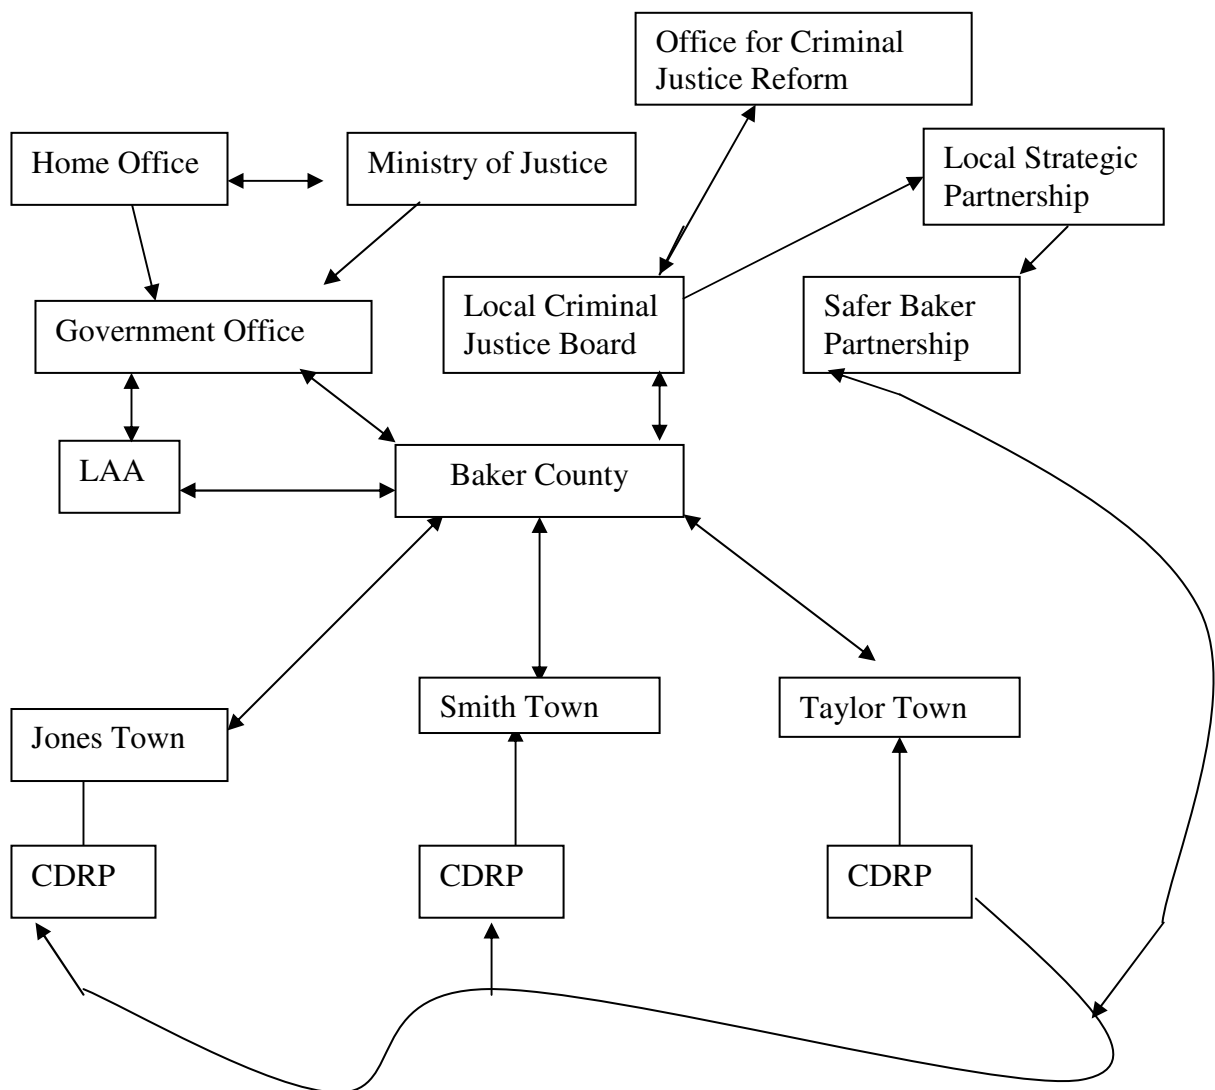 Office for Criminal
Justice Reform
Home Office
Ministry of Justice
Local Strategic
Partnership
Government Office
Local Criminal
Justice Board
Safer Baker
Partnership
LAA
Baker County
Jones Town
Smith Town
Taylor Town
CDRP
CDRP
CDRP